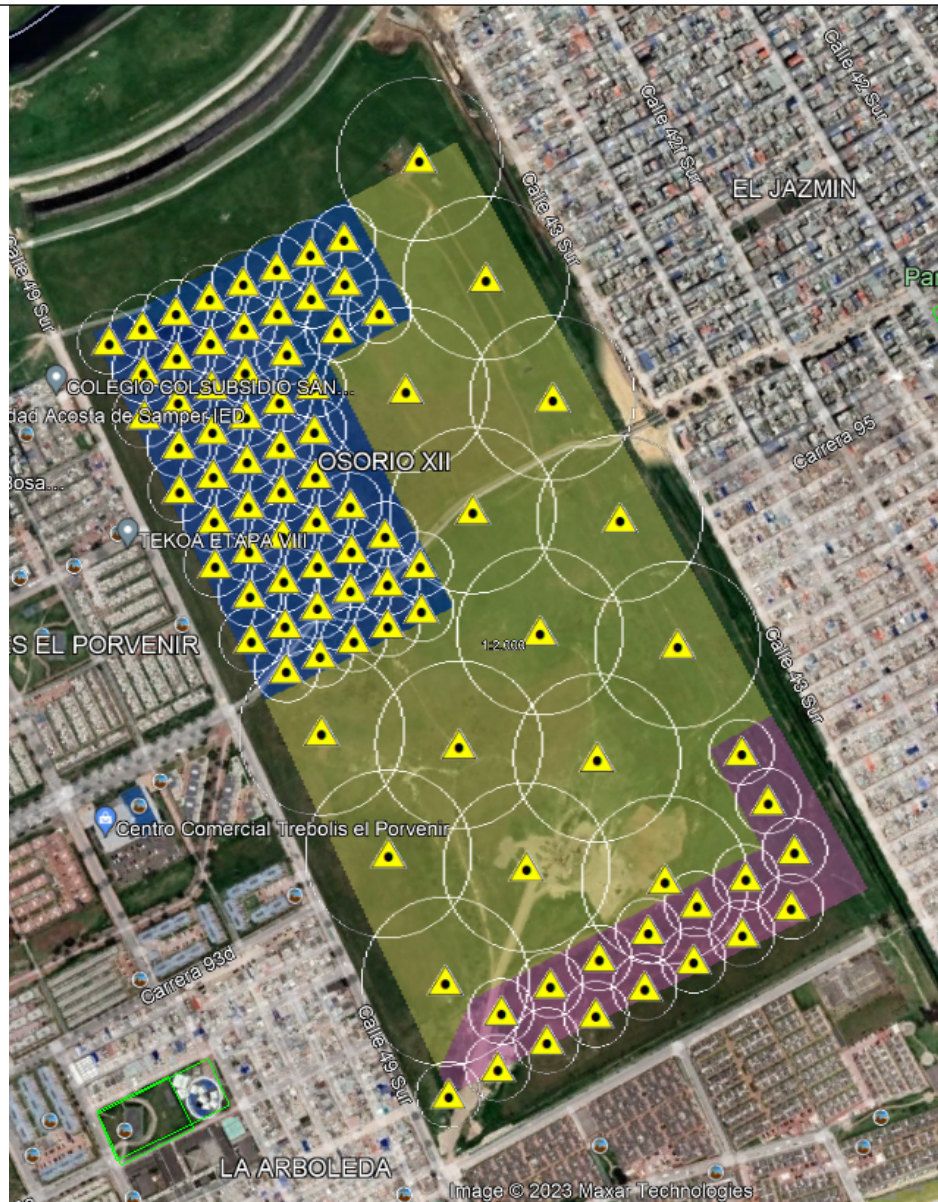 Calle 42 Sur
Calle 42f Sur
EL JAZMIN
Calle 43 Sur
Calle 49 Sur
COLEGIO COLSUBSIDIO SAN...
dad Acosta de Samper IED
Carrera 95
OSORIO XII
TEKOA ETAPA VIII
ES EL PORVENIR
1:2.000
Calle 43 Sur
Centro Comercial Trebolis el Porvenir
Carrera 93d
Calle 49 Sur
LA ARBOLEDA
Image © 2023 Maxar Technologies